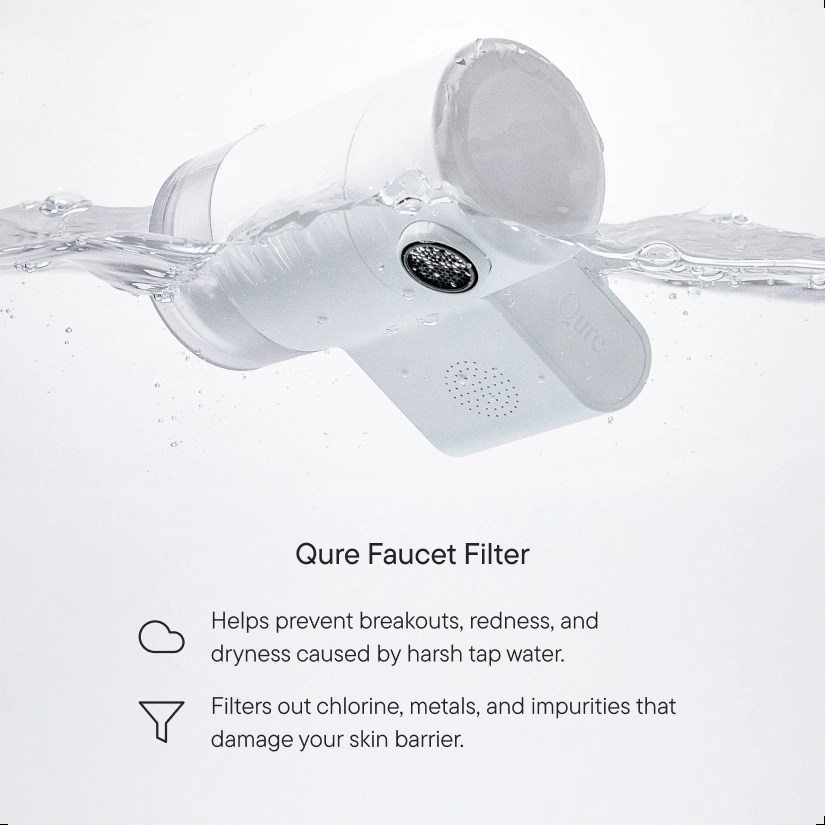 Qure
Qure Faucet Filter
Helps prevent breakouts, redness, and
dryness caused by harsh tap water.
Filters out chlorine, metals, and impurities that
damage your skin barrier.